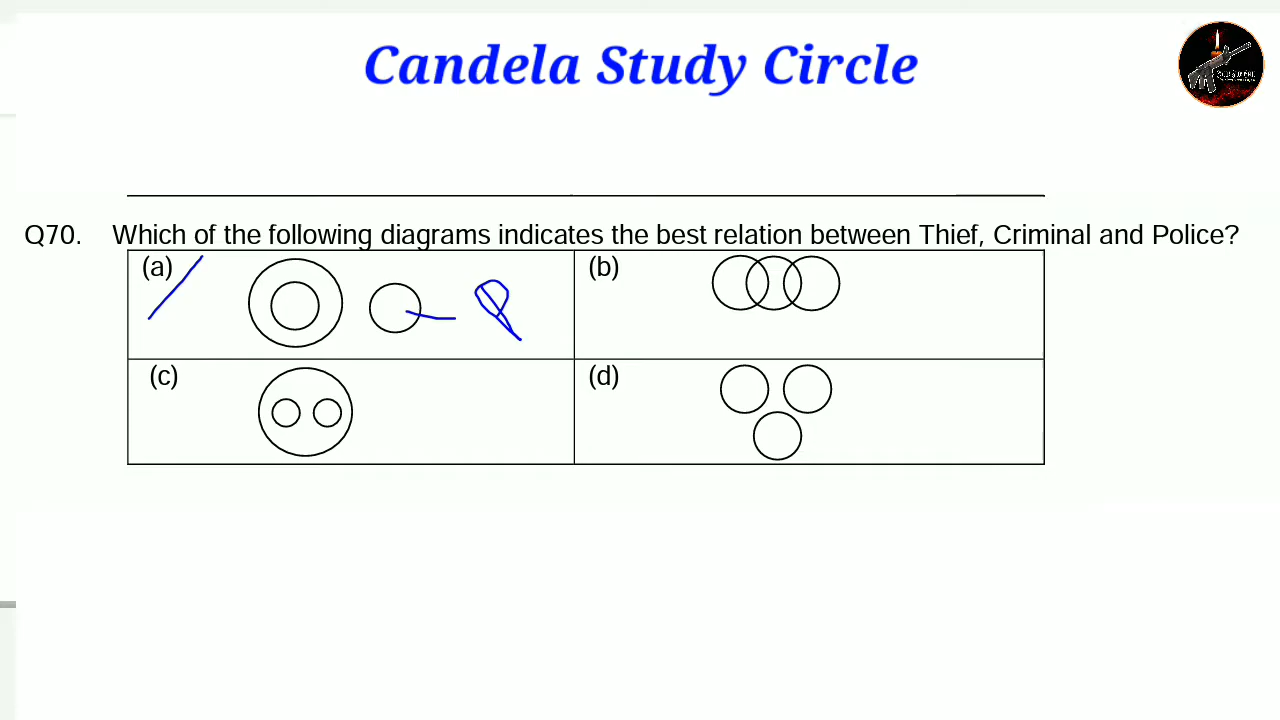 Candela Study Circle
Q70. Which of the following diagrams indicates the best relation between Thief, Criminal and Police?
(a)
P
(b)
(c)
(d)